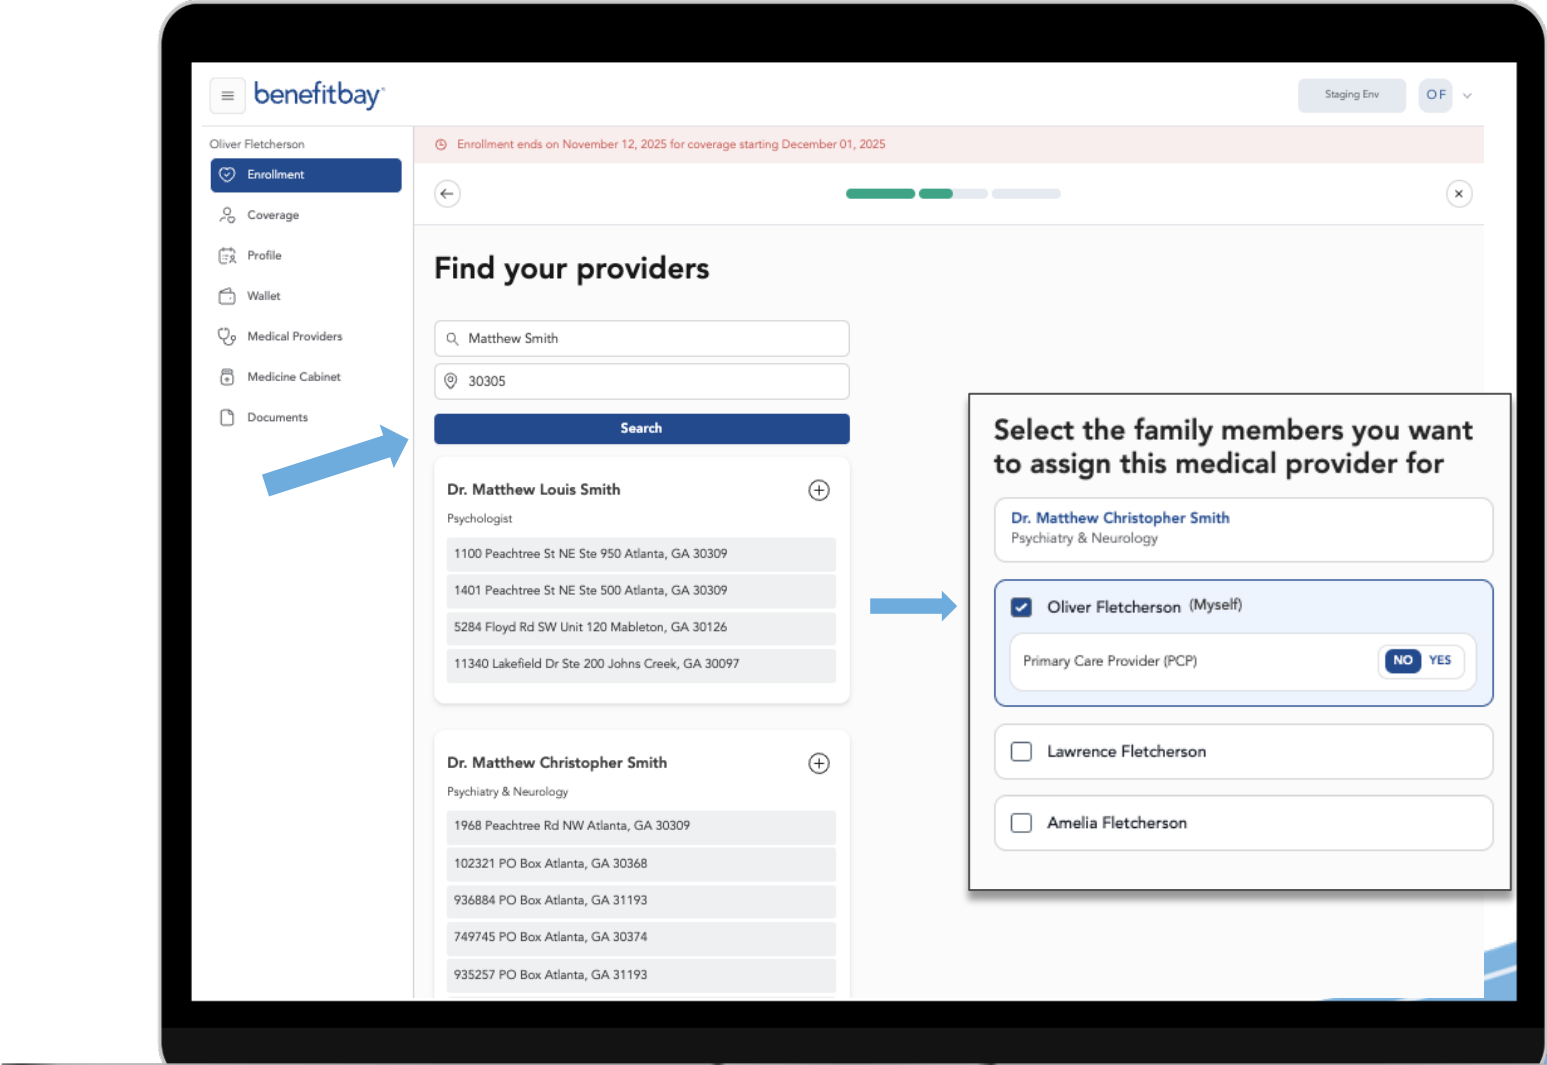 benefitbay
Staging Env
OF
Oliver Fletcherson
Enrollment
Coverage
Profile
Wallet
Medical Providers
Medicine Cabinet
Documents
Enrollment ends on November 12, 2025 for coverage starting December 01, 2025
Find your providers
Matthew Smith
30305
Search
Dr. Matthew Louis Smith
Psychologist
1100 Peachtree St NE Ste 950 Atlanta, GA 30309
1401 Peachtree St NE Ste 500 Atlanta, GA 30309
5284 Floyd Rd SW Unit 120 Mableton, GA 30126
11340 Lakefield Dr Ste 200 Johns Creek, GA 30097
Dr. Matthew Christopher Smith
Psychiatry & Neurology
1968 Peachtree Rd NW Atlanta, GA 30309
102321 PO Box Atlanta, GA 30368
936884 PO Box Atlanta, GA 31193
749745 PO Box Atlanta, GA 30374
935257 PO Box Atlanta, GA 31193
Select the family members you want
to assign this medical provider for
Dr. Matthew Christopher Smith
Psychiatry & Neurology
Oliver Fletcherson (Myself)
Primary Care Provider (PCP)
NO YES
Lawrence Fletcherson
Amelia Fletcherson